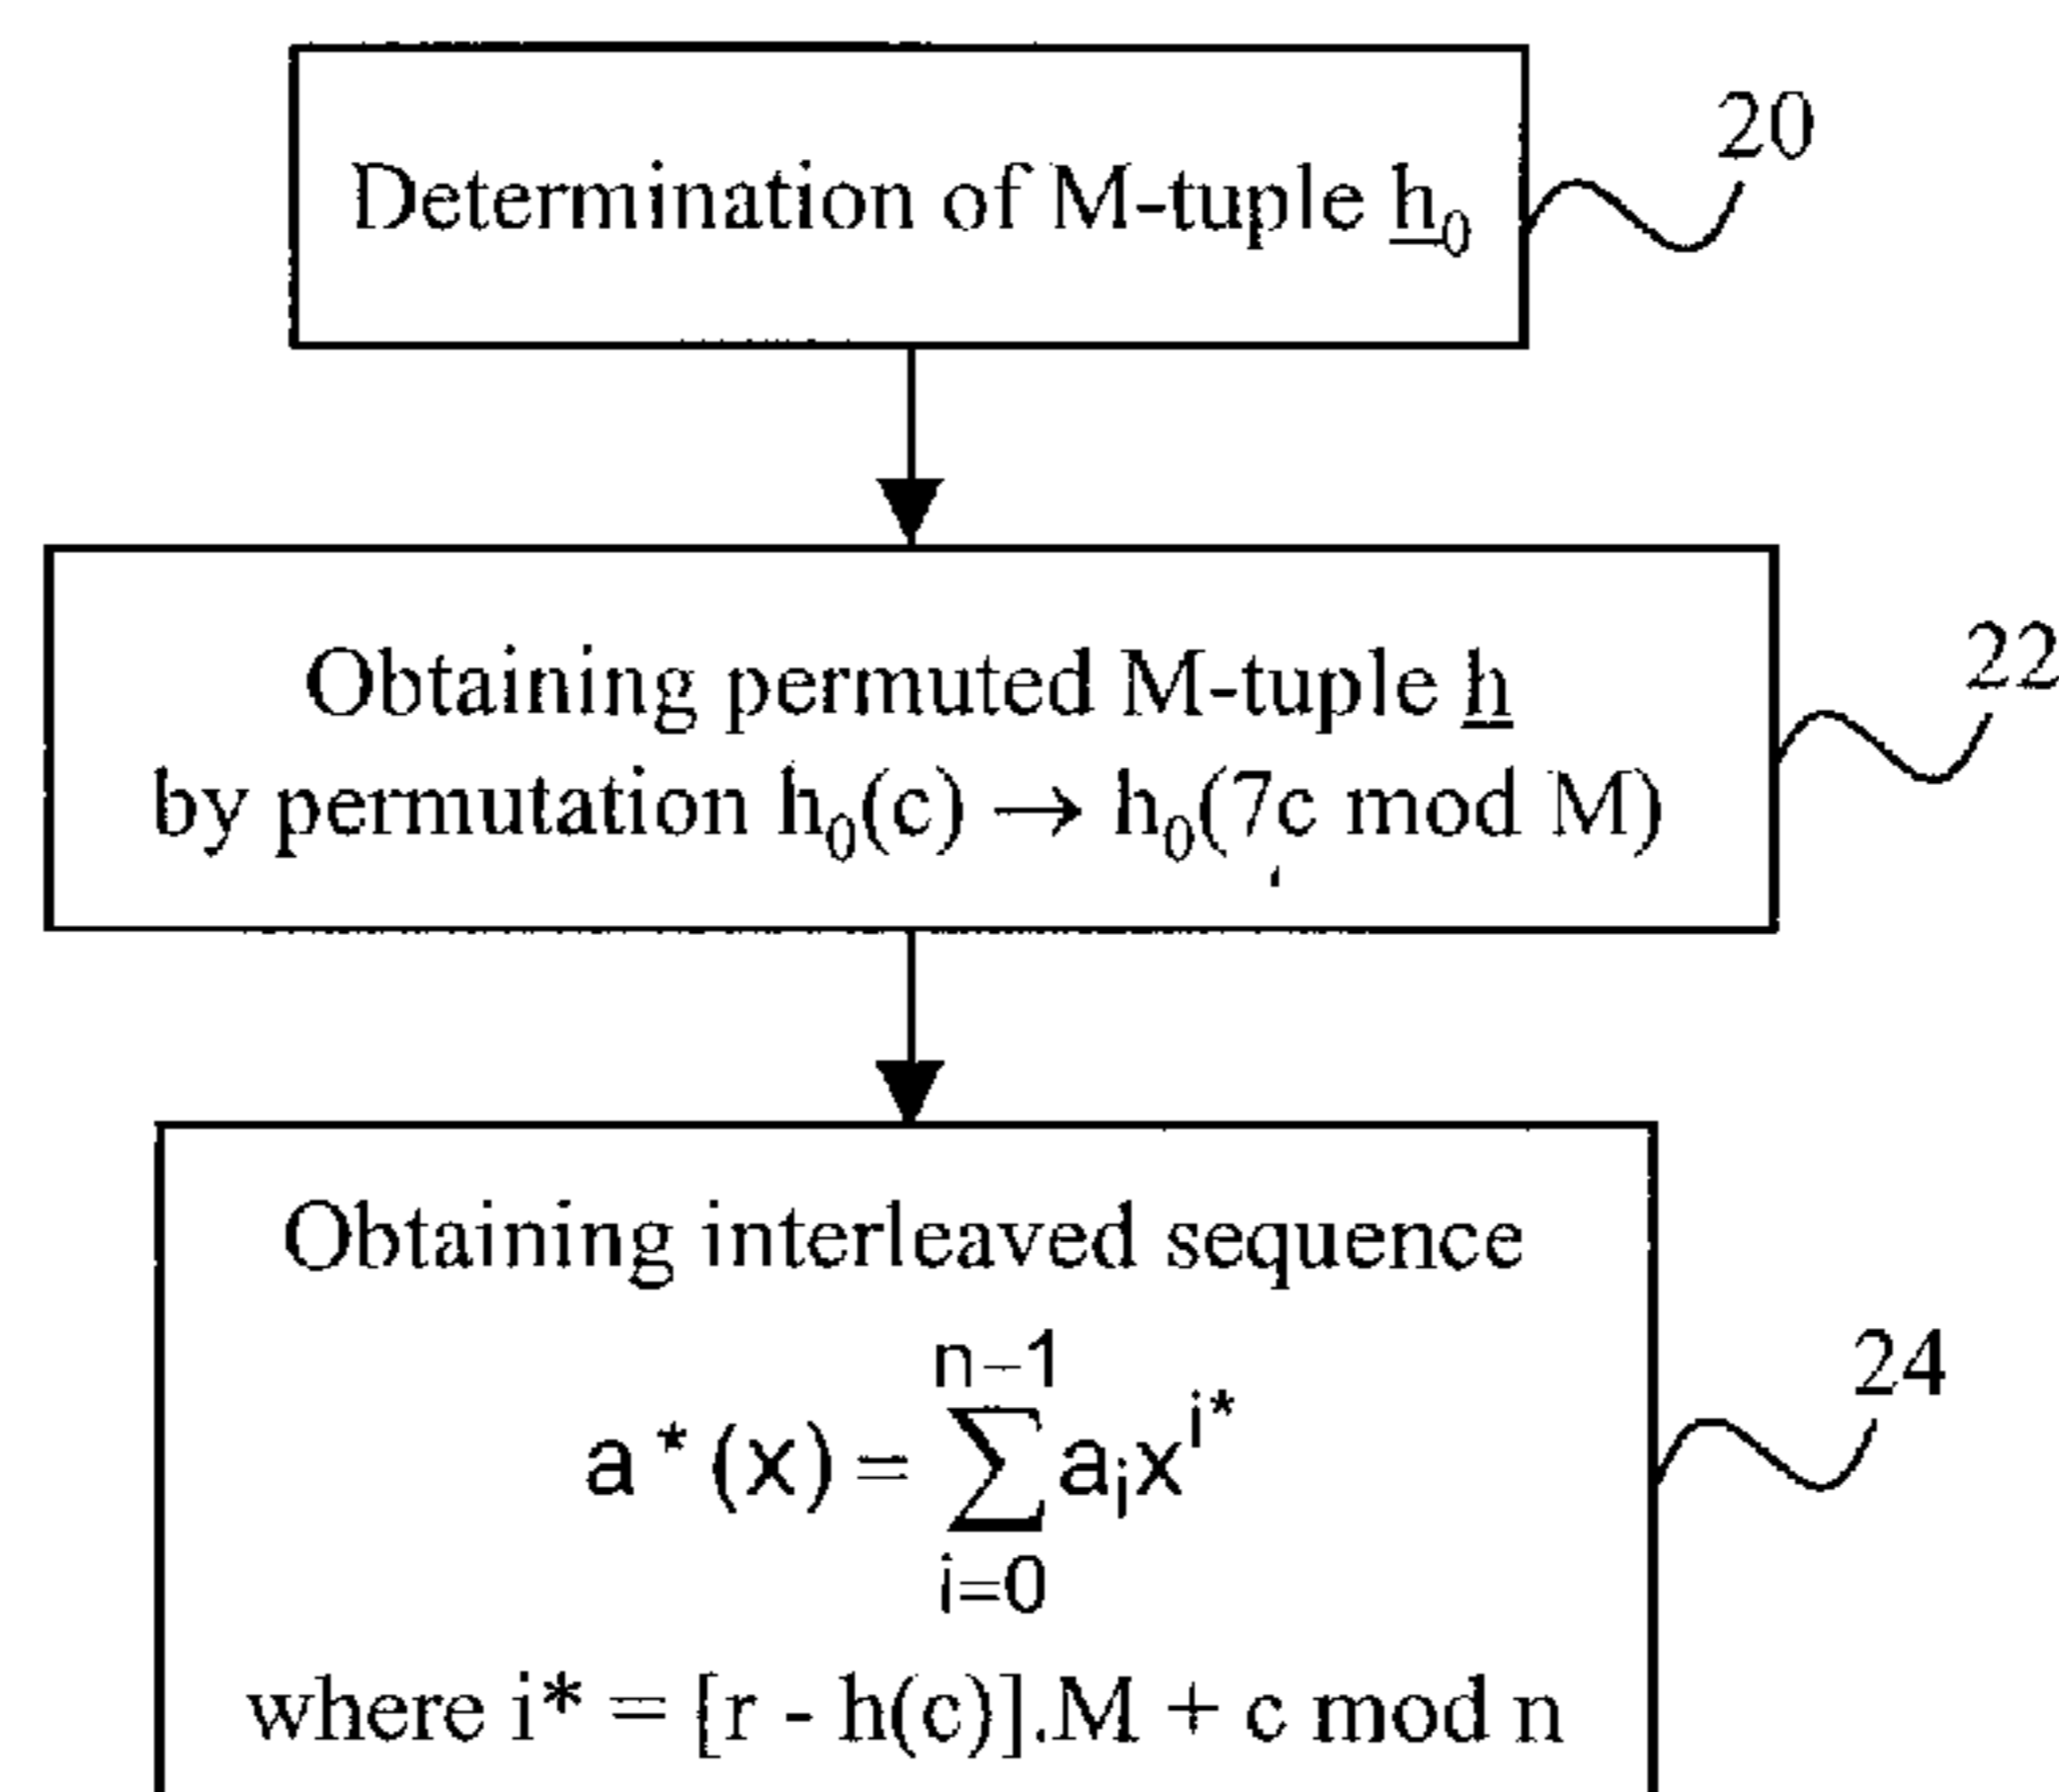 Determination of M-tuple h₀
20
Obtaining permuted M-tuple h
by permutation h₀(c) → h₀(7c mod M)
22
Obtaining interleaved sequence
n−1
a*(x) = ∑ aᵢxⁱ*
i=0
24
where i* = [r - h(c)].M + c mod n